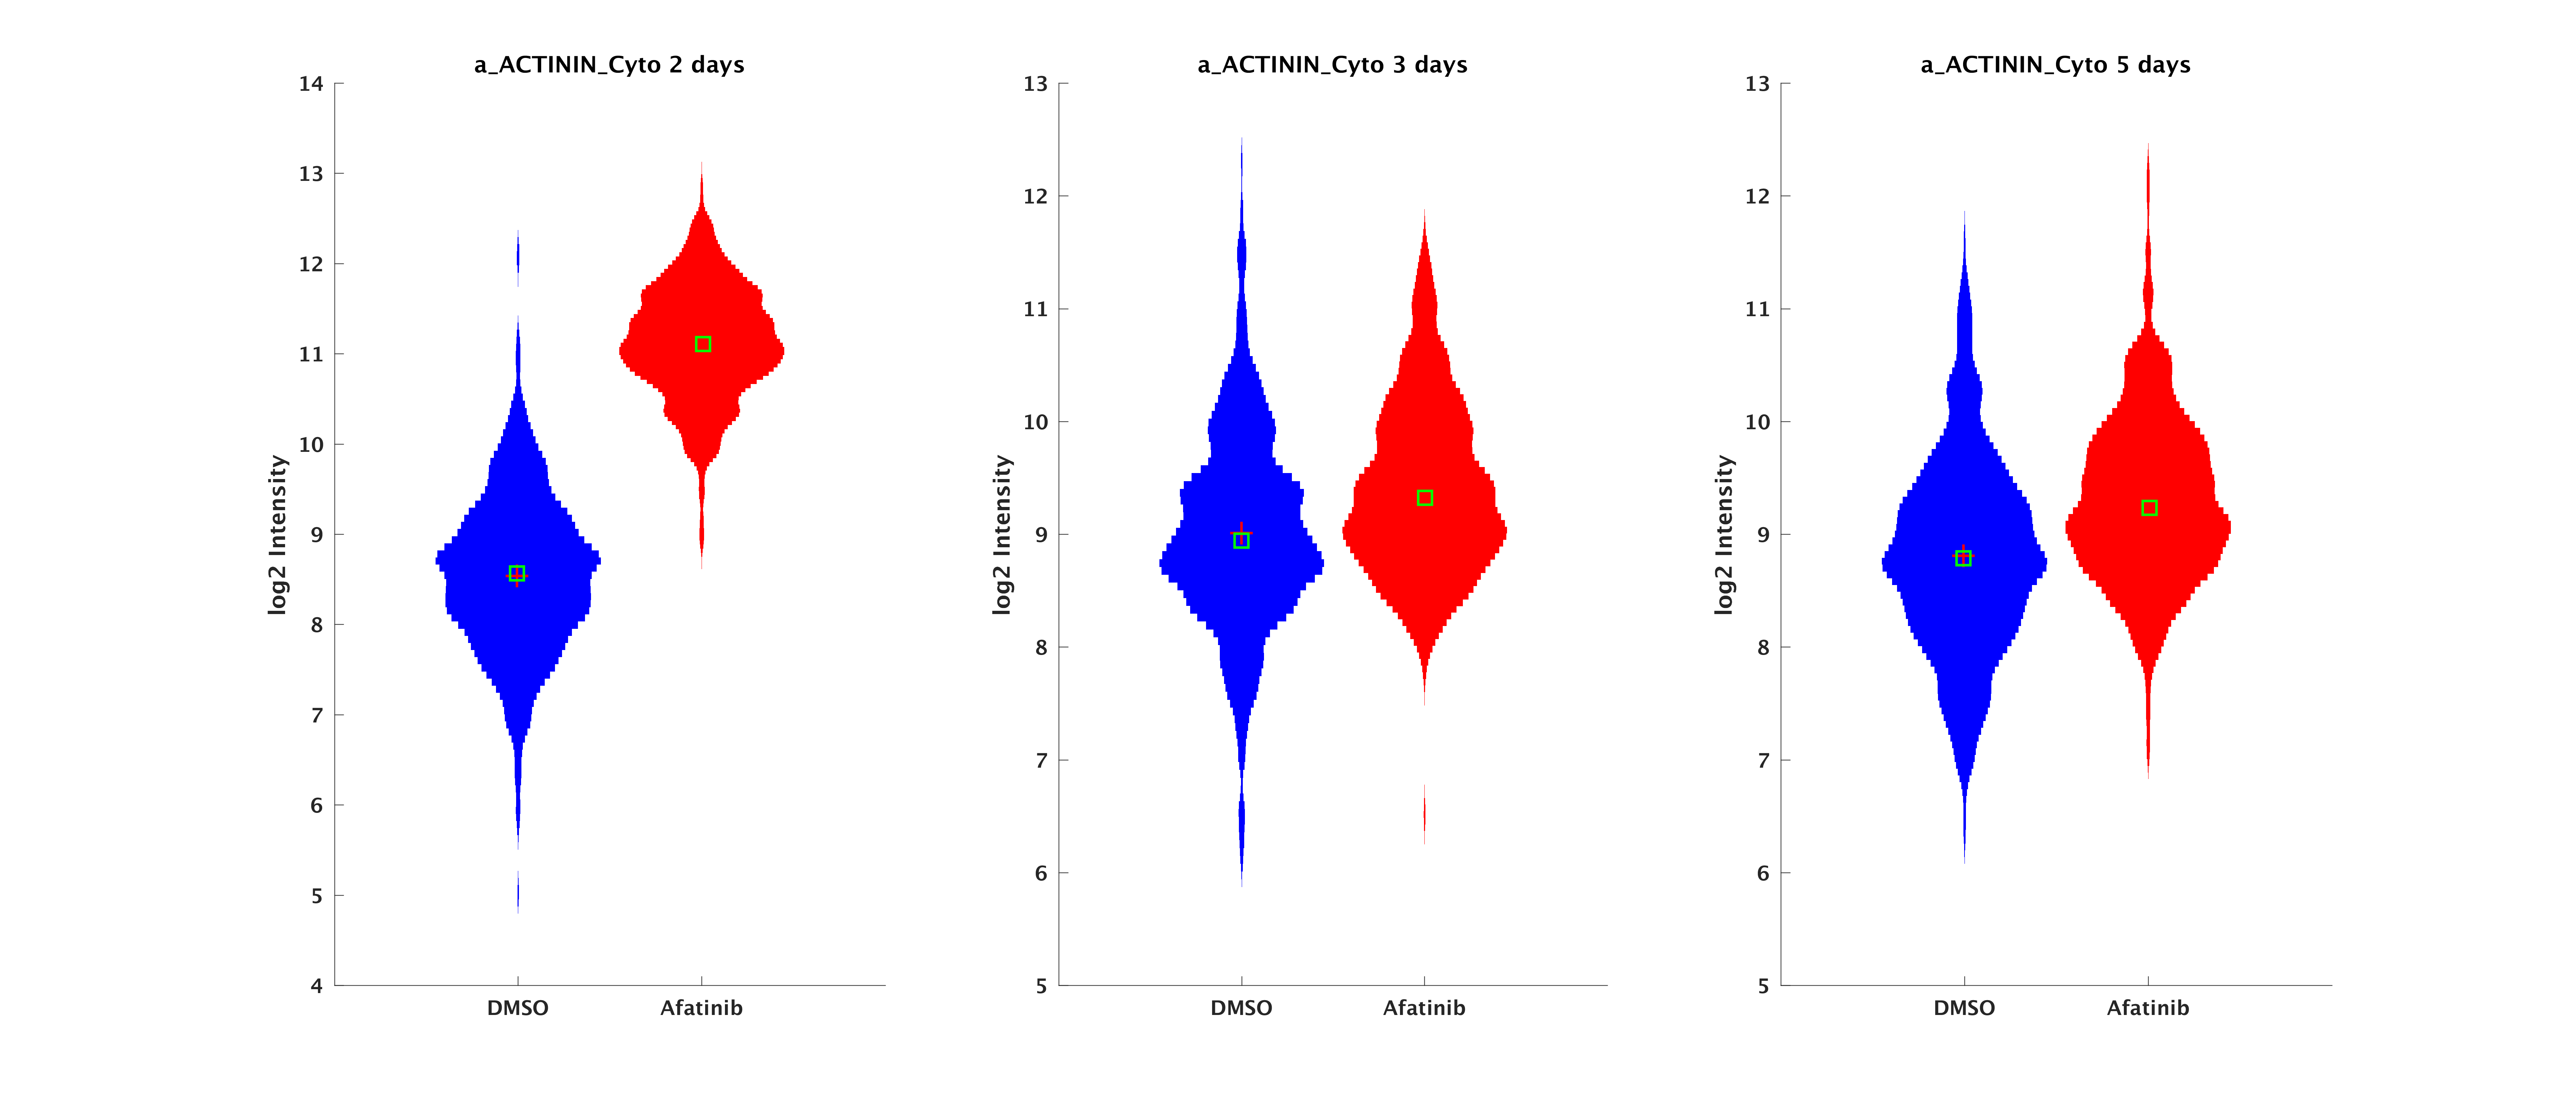 a_ACTININ_Cyto 2 days
14
13
12
11
10
9
8
7
6
5
4
log2 Intensity
DMSO
Afatinib
a_ACTININ_Cyto 3 days
13
12
11
10
9
8
7
6
5
log2 Intensity
DMSO
Afatinib
a_ACTININ_Cyto 5 days
13
12
11
10
9
8
7
6
5
log2 Intensity
DMSO
Afatinib